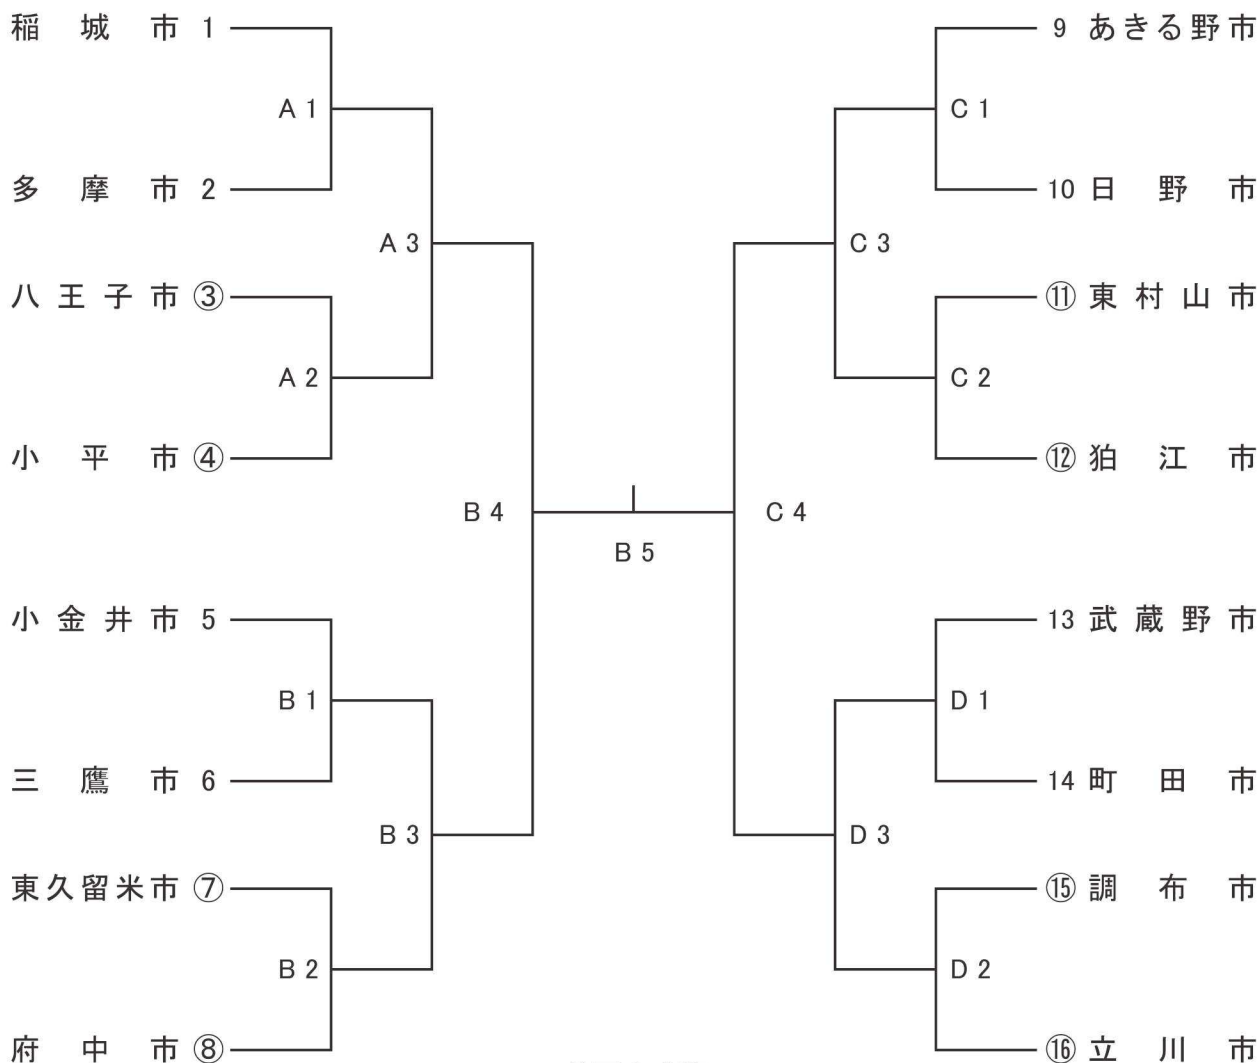 稲城市 1
A 1
多摩市 2
A 3
八王子市 ③
A 2
小平市 ④
B 4
小金井市 5
B 1
三鷹市 6
B 3
東久留米市 ⑦
B 2
府中市 ⑧
B 5
9 あきる野市
C 1
10 日野市
C 3
⑪ 東村山市
C 2
⑫ 狛江市
C 4
13 武蔵野市
D 1
14 町田市
D 3
⑮ 調布市
D 2
⑯ 立川市